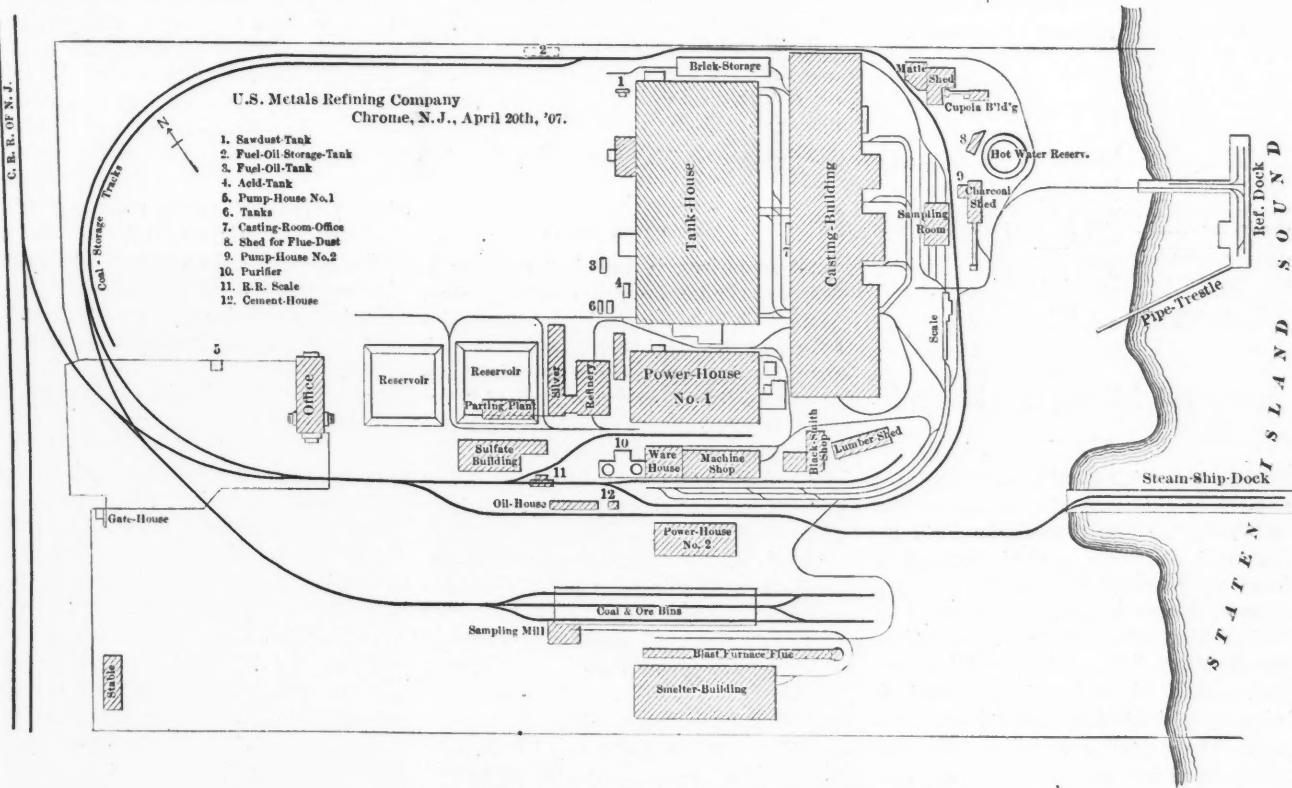 C. R. R. OF N. J.
2
1
Brick-Storage
Matte
Shed
Cupola B'ld'g
U.S. Metals Refining Company
Chrome, N.J., April 20th, '07.
N
1. Sawdust-Tank
2. Fuel-Oil-Storage-Tank
3. Fuel-Oil-Tank
4. Acid-Tank
5. Pump-House No.1
6. Tanks
7. Casting-Room-Office
8. Shed for Flue-Dust
9. Pump-House No.2
10. Purifier
11. R.R. Scale
12. Cement-House
Coal-Storage Tracks
Tank-House
Casting-Building
7
8
Hot Water Reserv.
9
Charcoal
Shed
Sampling
Room
Ref. Dock
Pipe-Trestle
STATEN ISLAND SOUND
3
4
6
Scale
5
Office
Reservoir
Reservoir
Parting Plant
Silver
Refinery
Power-House
No. 1
Sulfate
Building
10
Ware
House
Machine
Shop
Black-Smith
Shop
Lumber Shed
11
Oil-House
12
Steam-Ship-Dock
Gate-House
Power-House
No. 2
Coal & Ore Bins
Sampling Mill
Blast Furnace Flue
Stable
Smelter-Building